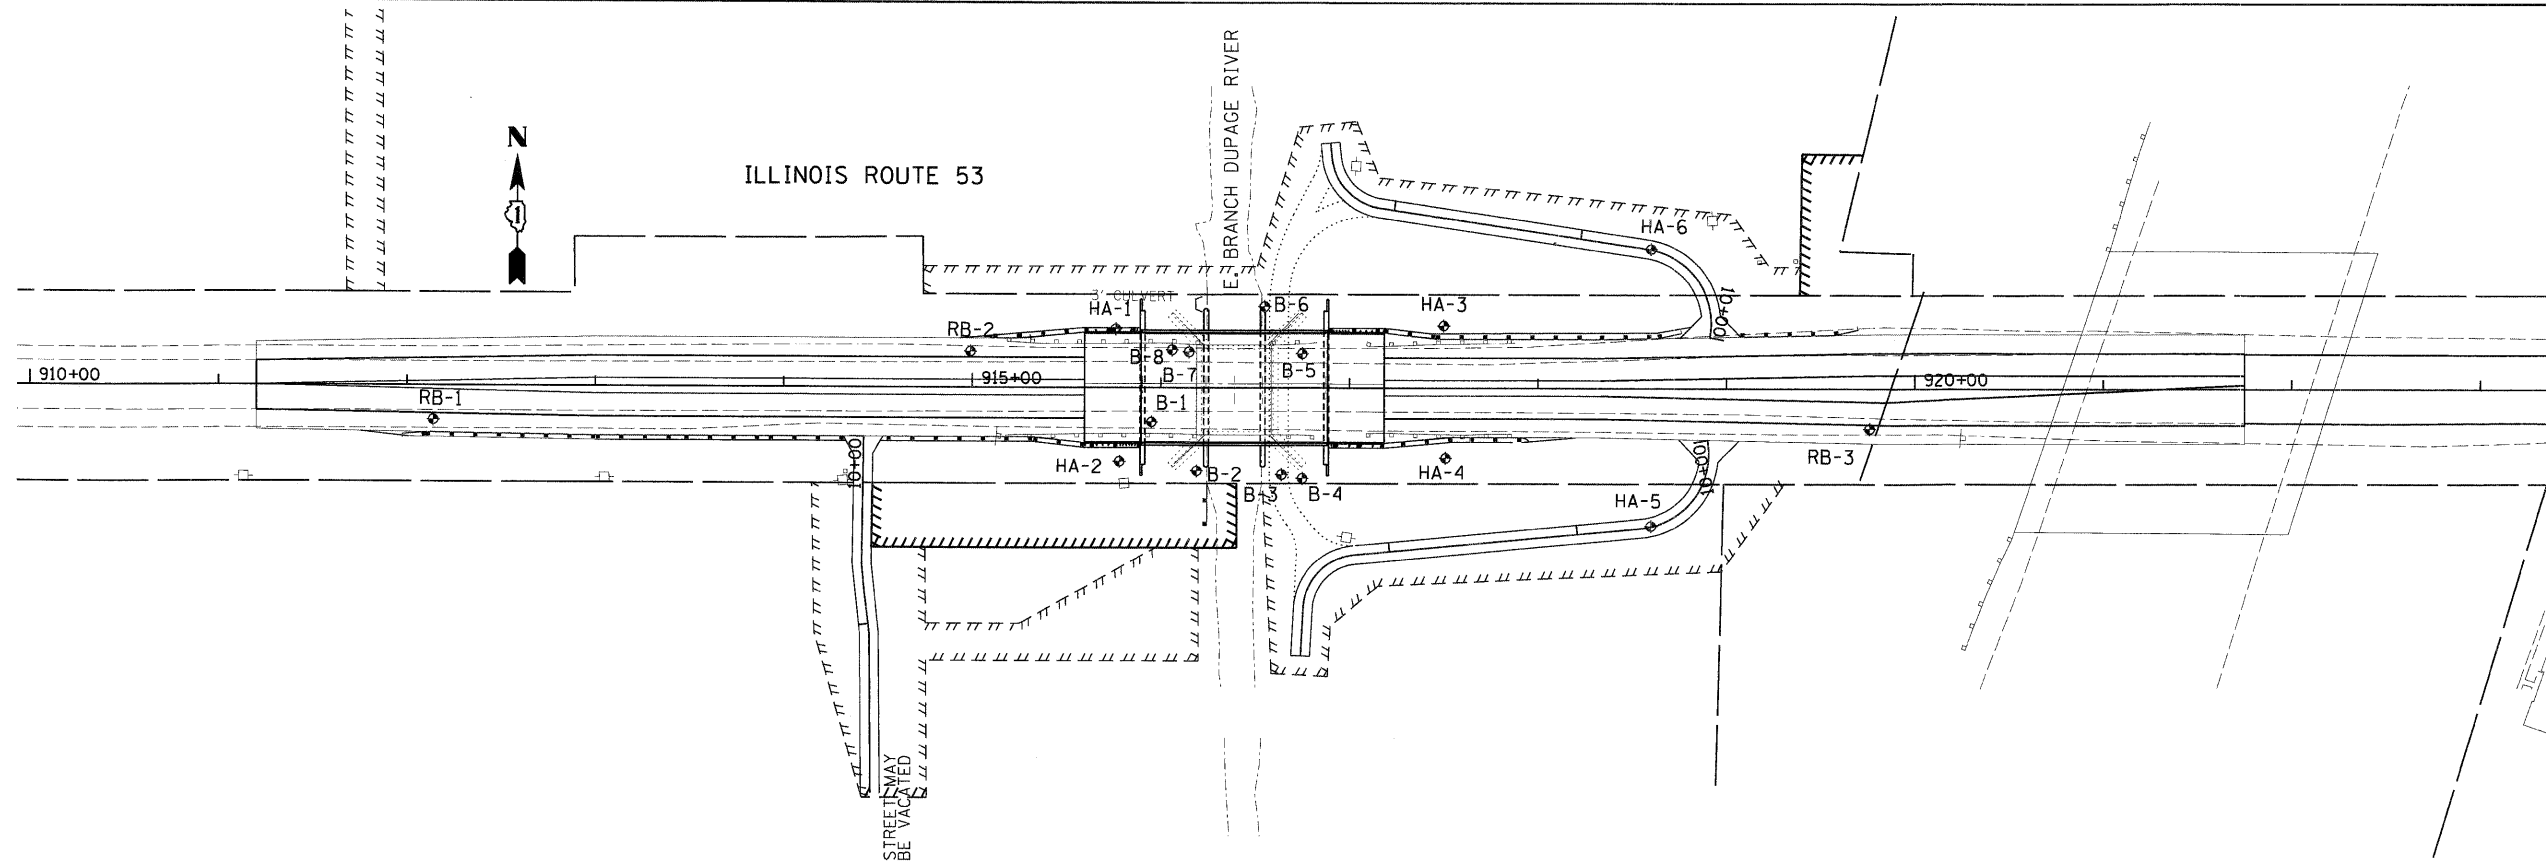 N
1
ILLINOIS ROUTE 53
E. BRANCH DUPAGE RIVER
HA-6
3' CULVERT
B-6
HA-3
HA-1
10+00
RB-2
B-8
B-7
B-5
910+00
915+00
920+00
RB-1
B-1
10+00
10+00
HA-2
B-2
HA-4
RB-3
B-3
B-4
HA-5
STREET MAY
BE VACATED